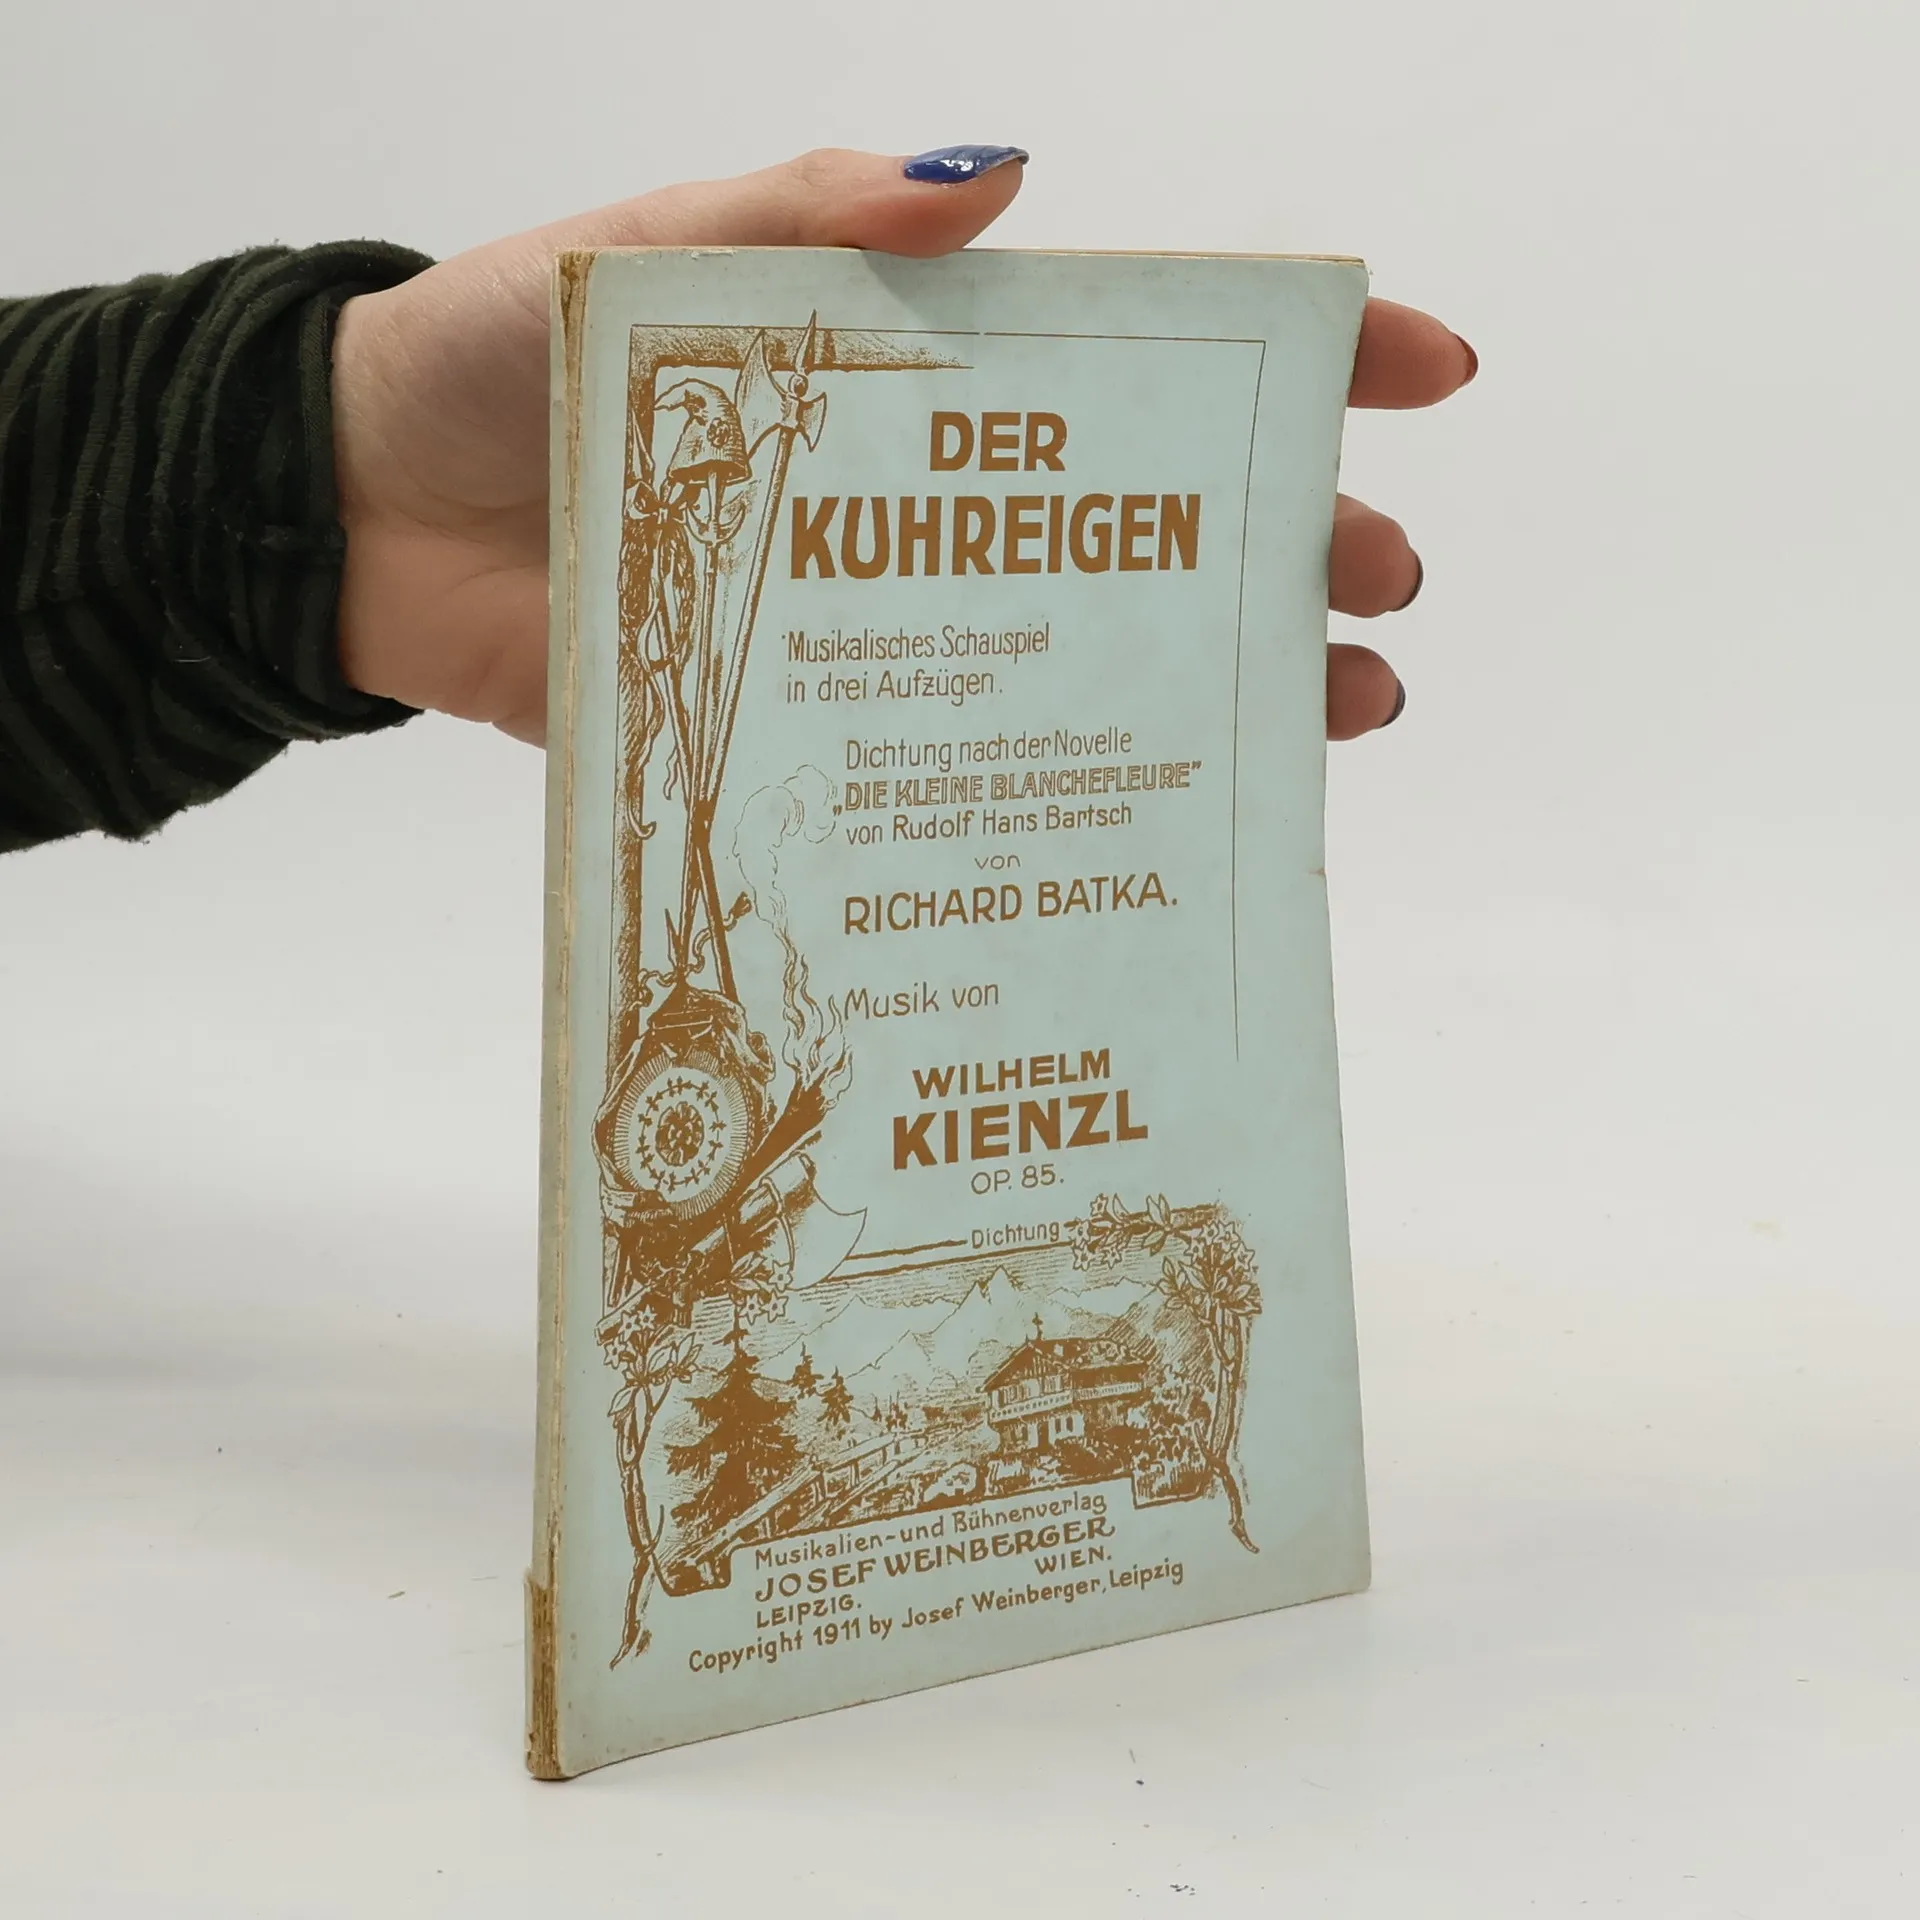 DER
KUHREIGEN
Musikalisches Schauspiel
in drei Aufzügen.
Dichtung nach der Novelle
„DIE KLEINE BLANCHEFLEURE"
von Rudolf Hans Bartsch
von
RICHARD BATKA.
Musik von
WILHELM
KIENZL
OP. 85.
Dichtung
Musikalien-und Bühnenverlag
JOSEF WEINBERGER
LEIPZIG. WIEN.
Copyright 1911 by Josef Weinberger, Leipzig